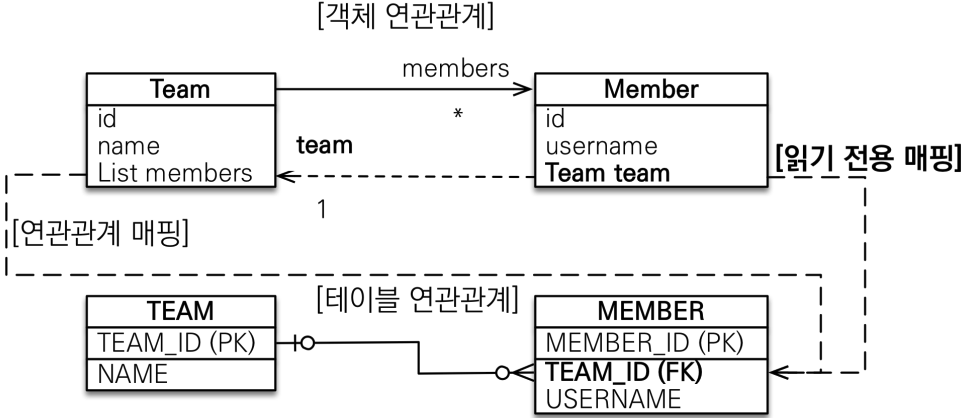 [객체 연관관계]
Team
id
name
List members
members
*
team
1
Member
id
username
Team team
[읽기 전용 매핑]
[연관관계 매핑]
[테이블 연관관계]
TEAM
TEAM_ID (PK)
NAME
MEMBER
MEMBER_ID (PK)
TEAM_ID (FK)
USERNAME